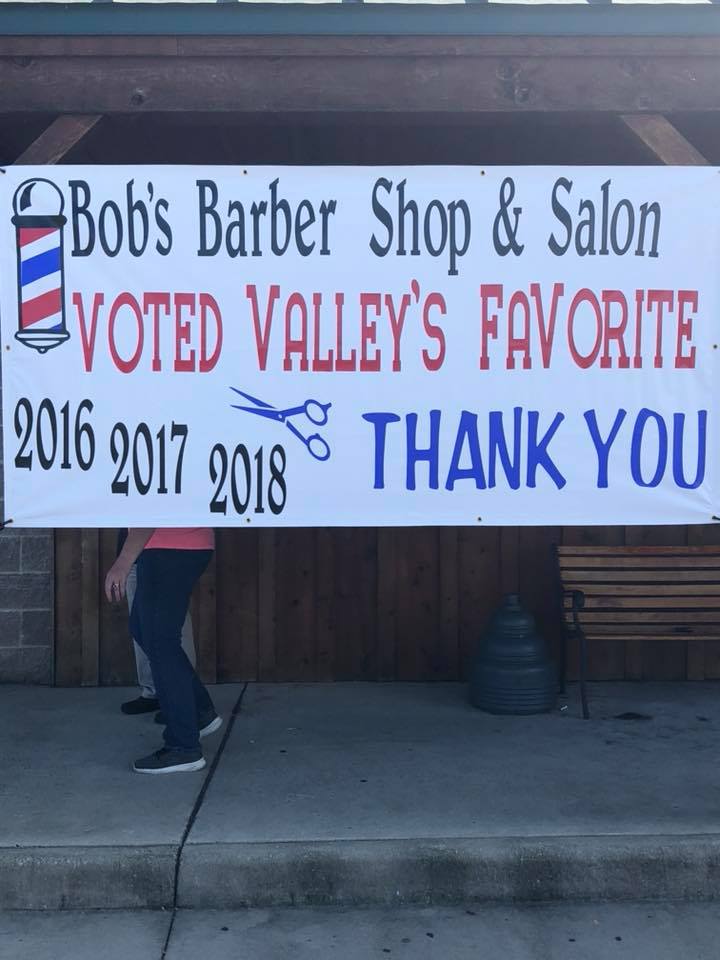 Bob's Barber Shop & Salon
VOTED VALLEY'S FAVORITE
2016 2017 2018 THANK YOU